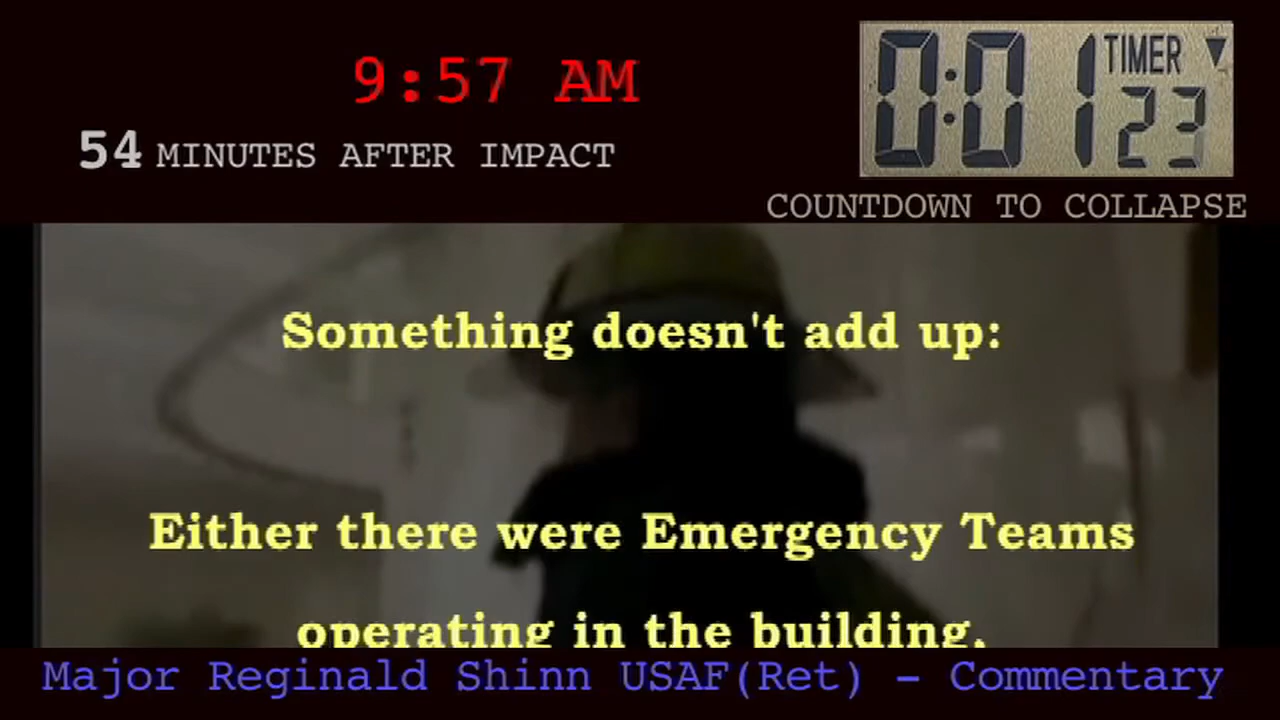 9:57 AM
54 MINUTES AFTER IMPACT
0:01 23 TIMER
COUNTDOWN TO COLLAPSE
Something doesn't add up:
Either there were Emergency Teams
operating in the building,
Major Reginald Shinn USAF(Ret) - Commentary